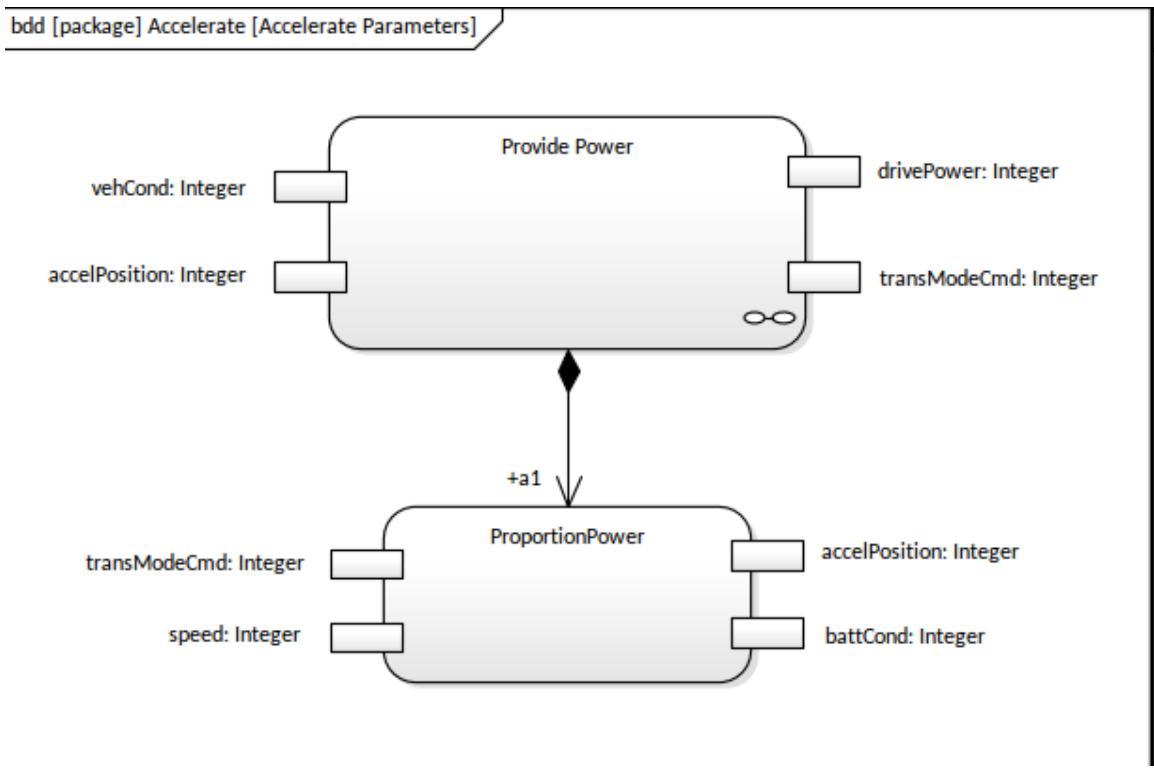 bdd [package] Accelerate [Accelerate Parameters]
Provide Power
vehCond: Integer
drivePower: Integer
accelPosition: Integer
transModeCmd: Integer
+a1
ProportionPower
transModeCmd: Integer
accelPosition: Integer
speed: Integer
battCond: Integer